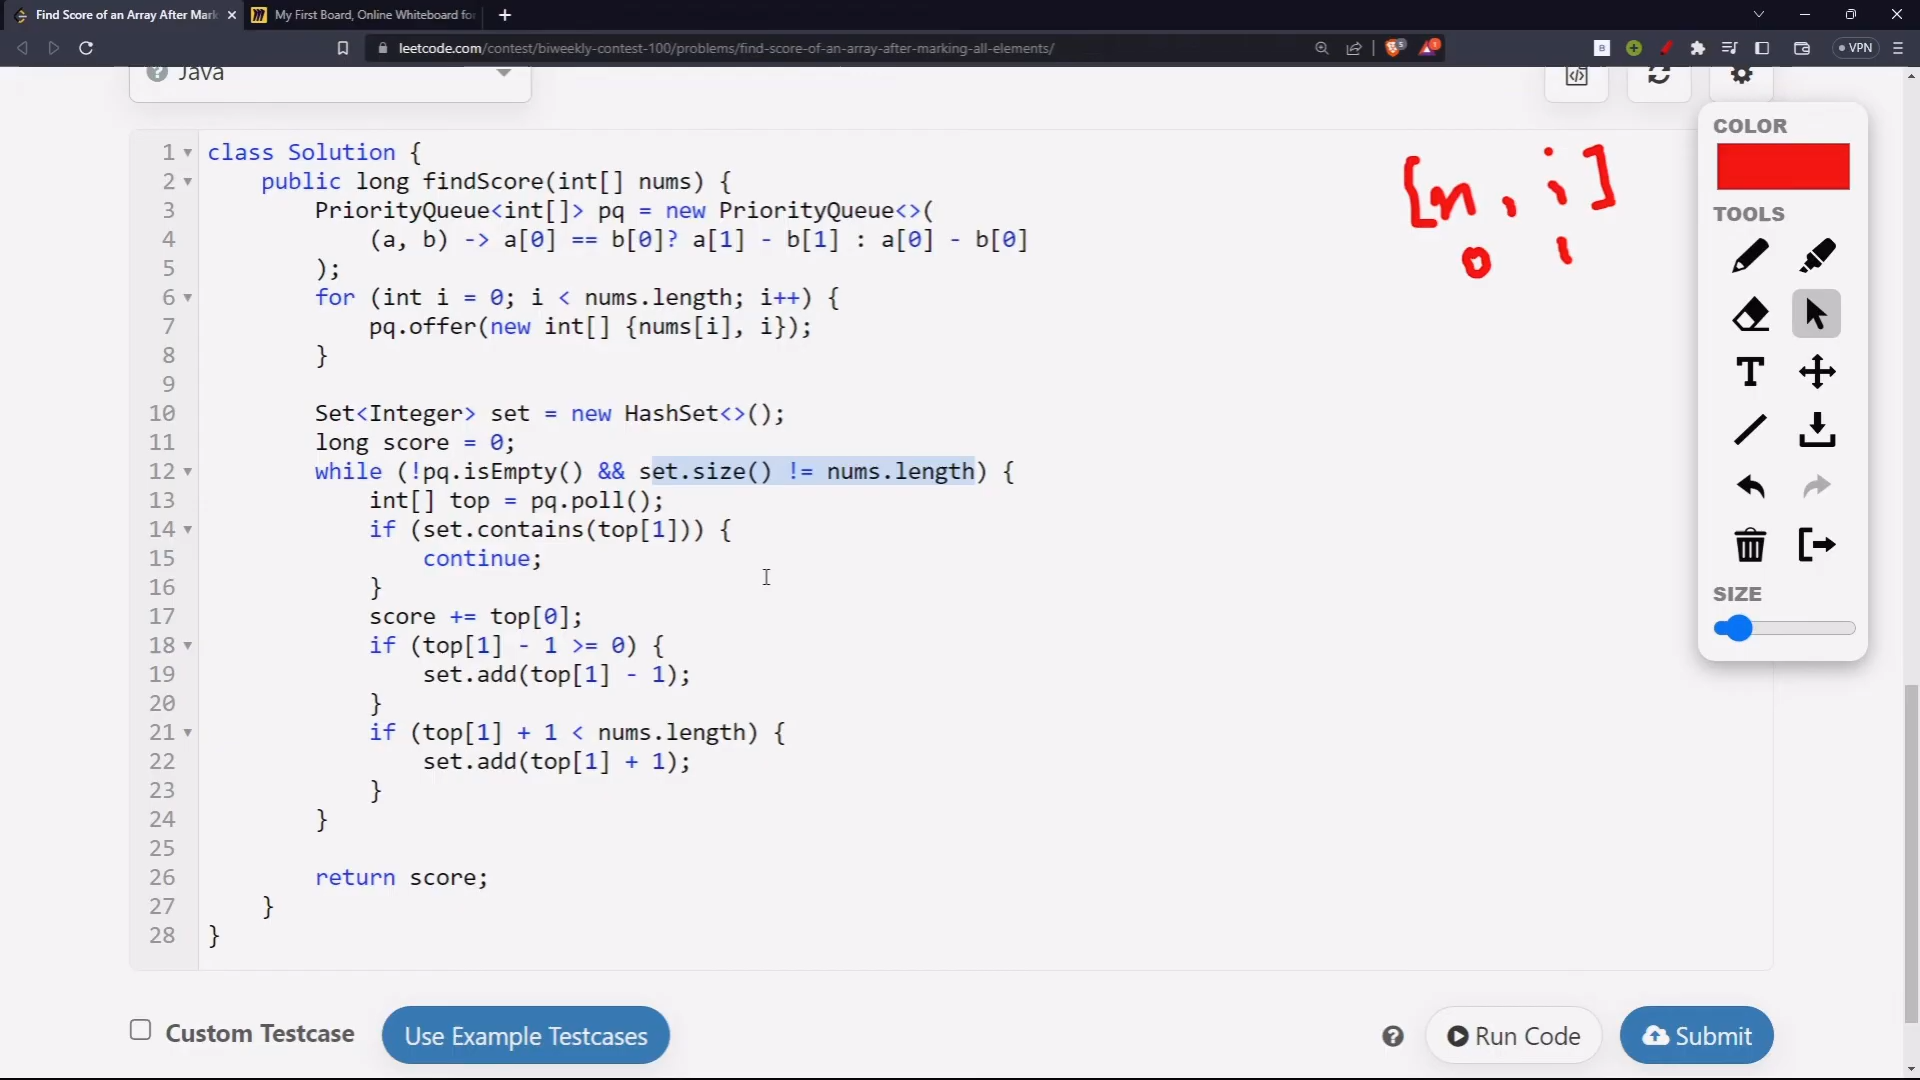 Find Score of an Array After Mark
My First Board, Online Whiteboard for
leetcode.com/contest/biweekly-contest-100/problems/find-score-of-an-array-after-marking-all-elements/
VPN
Java
1 class Solution {
2 public long findScore(int[] nums) {
3 PriorityQueue<int[]> pq = new PriorityQueue<>(
4 (a, b) -> a[0] == b[0]? a[1] - b[1] : a[0] - b[0]
5 );
6 for (int i = 0; i < nums.length; i++) {
7 pq.offer(new int[] {nums[i], i});
8 }
9
10 Set<Integer> set = new HashSet<>();
11 long score = 0;
12 while (!pq.isEmpty() && set.size() != nums.length) {
13 int[] top = pq.poll();
14 if (set.contains(top[1])) {
15 continue;
16 }
17 score += top[0];
18 if (top[1] - 1 >= 0) {
19 set.add(top[1] - 1);
20 }
21 if (top[1] + 1 < nums.length) {
22 set.add(top[1] + 1);
23 }
24 }
25
26 return score;
27 }
28 }
[n, i]
0 1
COLOR
TOOLS
T
SIZE
Custom Testcase
Use Example Testcases
Run Code
Submit